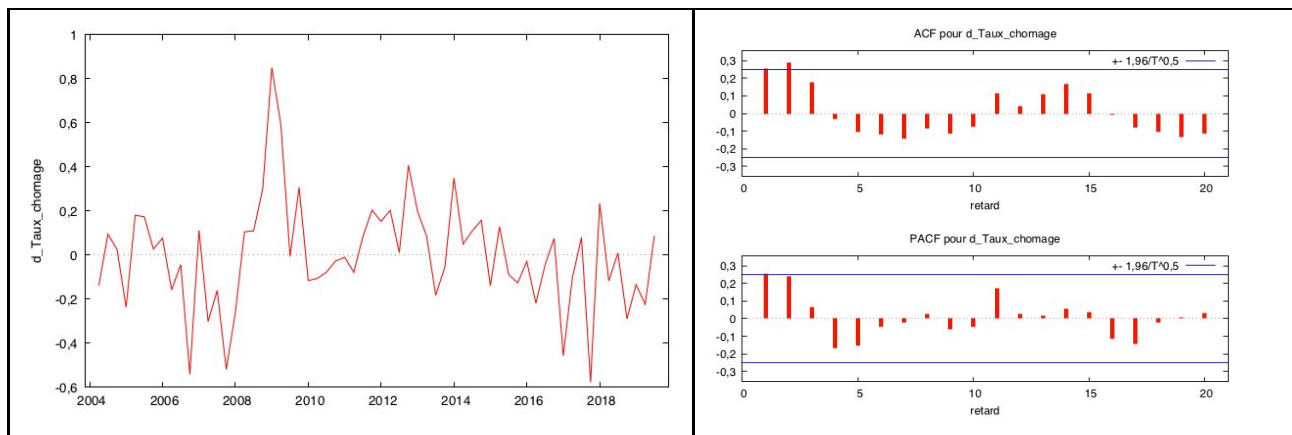 1
0,8
0,6
0,4
0,2
0
-0,2
-0,4
-0,6
d_Taux_chomage
2004 2006 2008 2010 2012 2014 2016 2018
ACF pour d_Taux_chomage
+- 1,96/T^0,5
0,3
0,2
0,1
0
-0,1
-0,2
-0,3
0 5 10 15 20
retard
PACF pour d_Taux_chomage
+- 1,96/T^0,5
0,3
0,2
0,1
0
-0,1
-0,2
-0,3
0 5 10 15 20
retard